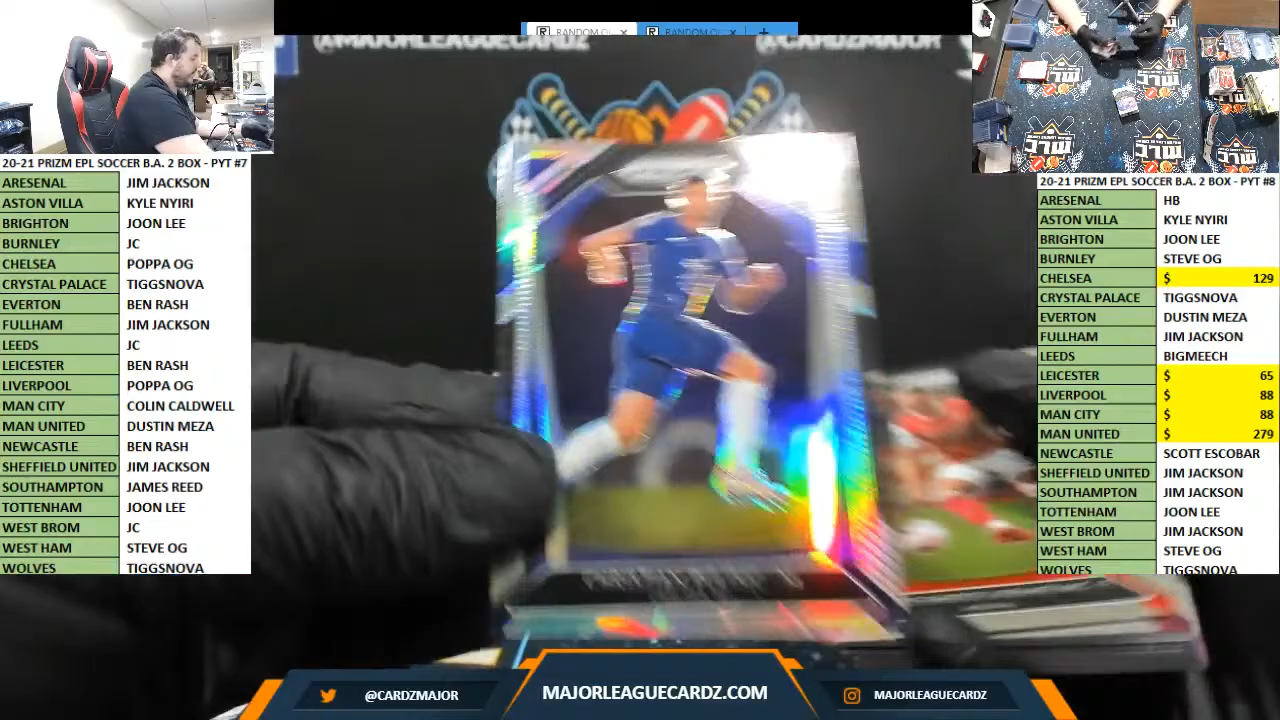 RANDOM.O
RANDOM.O
@MAJORLEAGUECARDZ
@CARDZMAJOR
20-21 PRIZM EPL SOCCER B.A. 2 BOX - PYT #7
ARESENAL JIM JACKSON
ASTON VILLA KYLE NYIRI
BRIGHTON JOON LEE
BURNLEY JC
CHELSEA POPPA OG
CRYSTAL PALACE TIGGSNOVA
EVERTON BEN RASH
FULLHAM JIM JACKSON
LEEDS JC
LEICESTER BEN RASH
LIVERPOOL POPPA OG
MAN CITY COLIN CALDWELL
MAN UNITED DUSTIN MEZA
NEWCASTLE BEN RASH
SHEFFIELD UNITED JIM JACKSON
SOUTHAMPTON JAMES REED
TOTTENHAM JOON LEE
WEST BROM JC
WEST HAM STEVE OG
WOLVES TIGGSNOVA
20-21 PRIZM EPL SOCCER B.A. 2 BOX - PYT #8
ARESENAL HB
ASTON VILLA KYLE NYIRI
BRIGHTON JOON LEE
BURNLEY STEVE OG
CHELSEA $ 129
CRYSTAL PALACE TIGGSNOVA
EVERTON DUSTIN MEZA
FULLHAM JIM JACKSON
LEEDS BIGMEECH
LEICESTER $ 65
LIVERPOOL $ 88
MAN CITY $ 88
MAN UNITED $ 279
NEWCASTLE SCOTT ESCOBAR
SHEFFIELD UNITED JIM JACKSON
SOUTHAMPTON JIM JACKSON
TOTTENHAM JOON LEE
WEST BROM JIM JACKSON
WEST HAM STEVE OG
WOLVES TIGGSNOVA
@CARDZMAJOR
MAJORLEAGUECARDZ.COM
MAJORLEAGUECARDZ